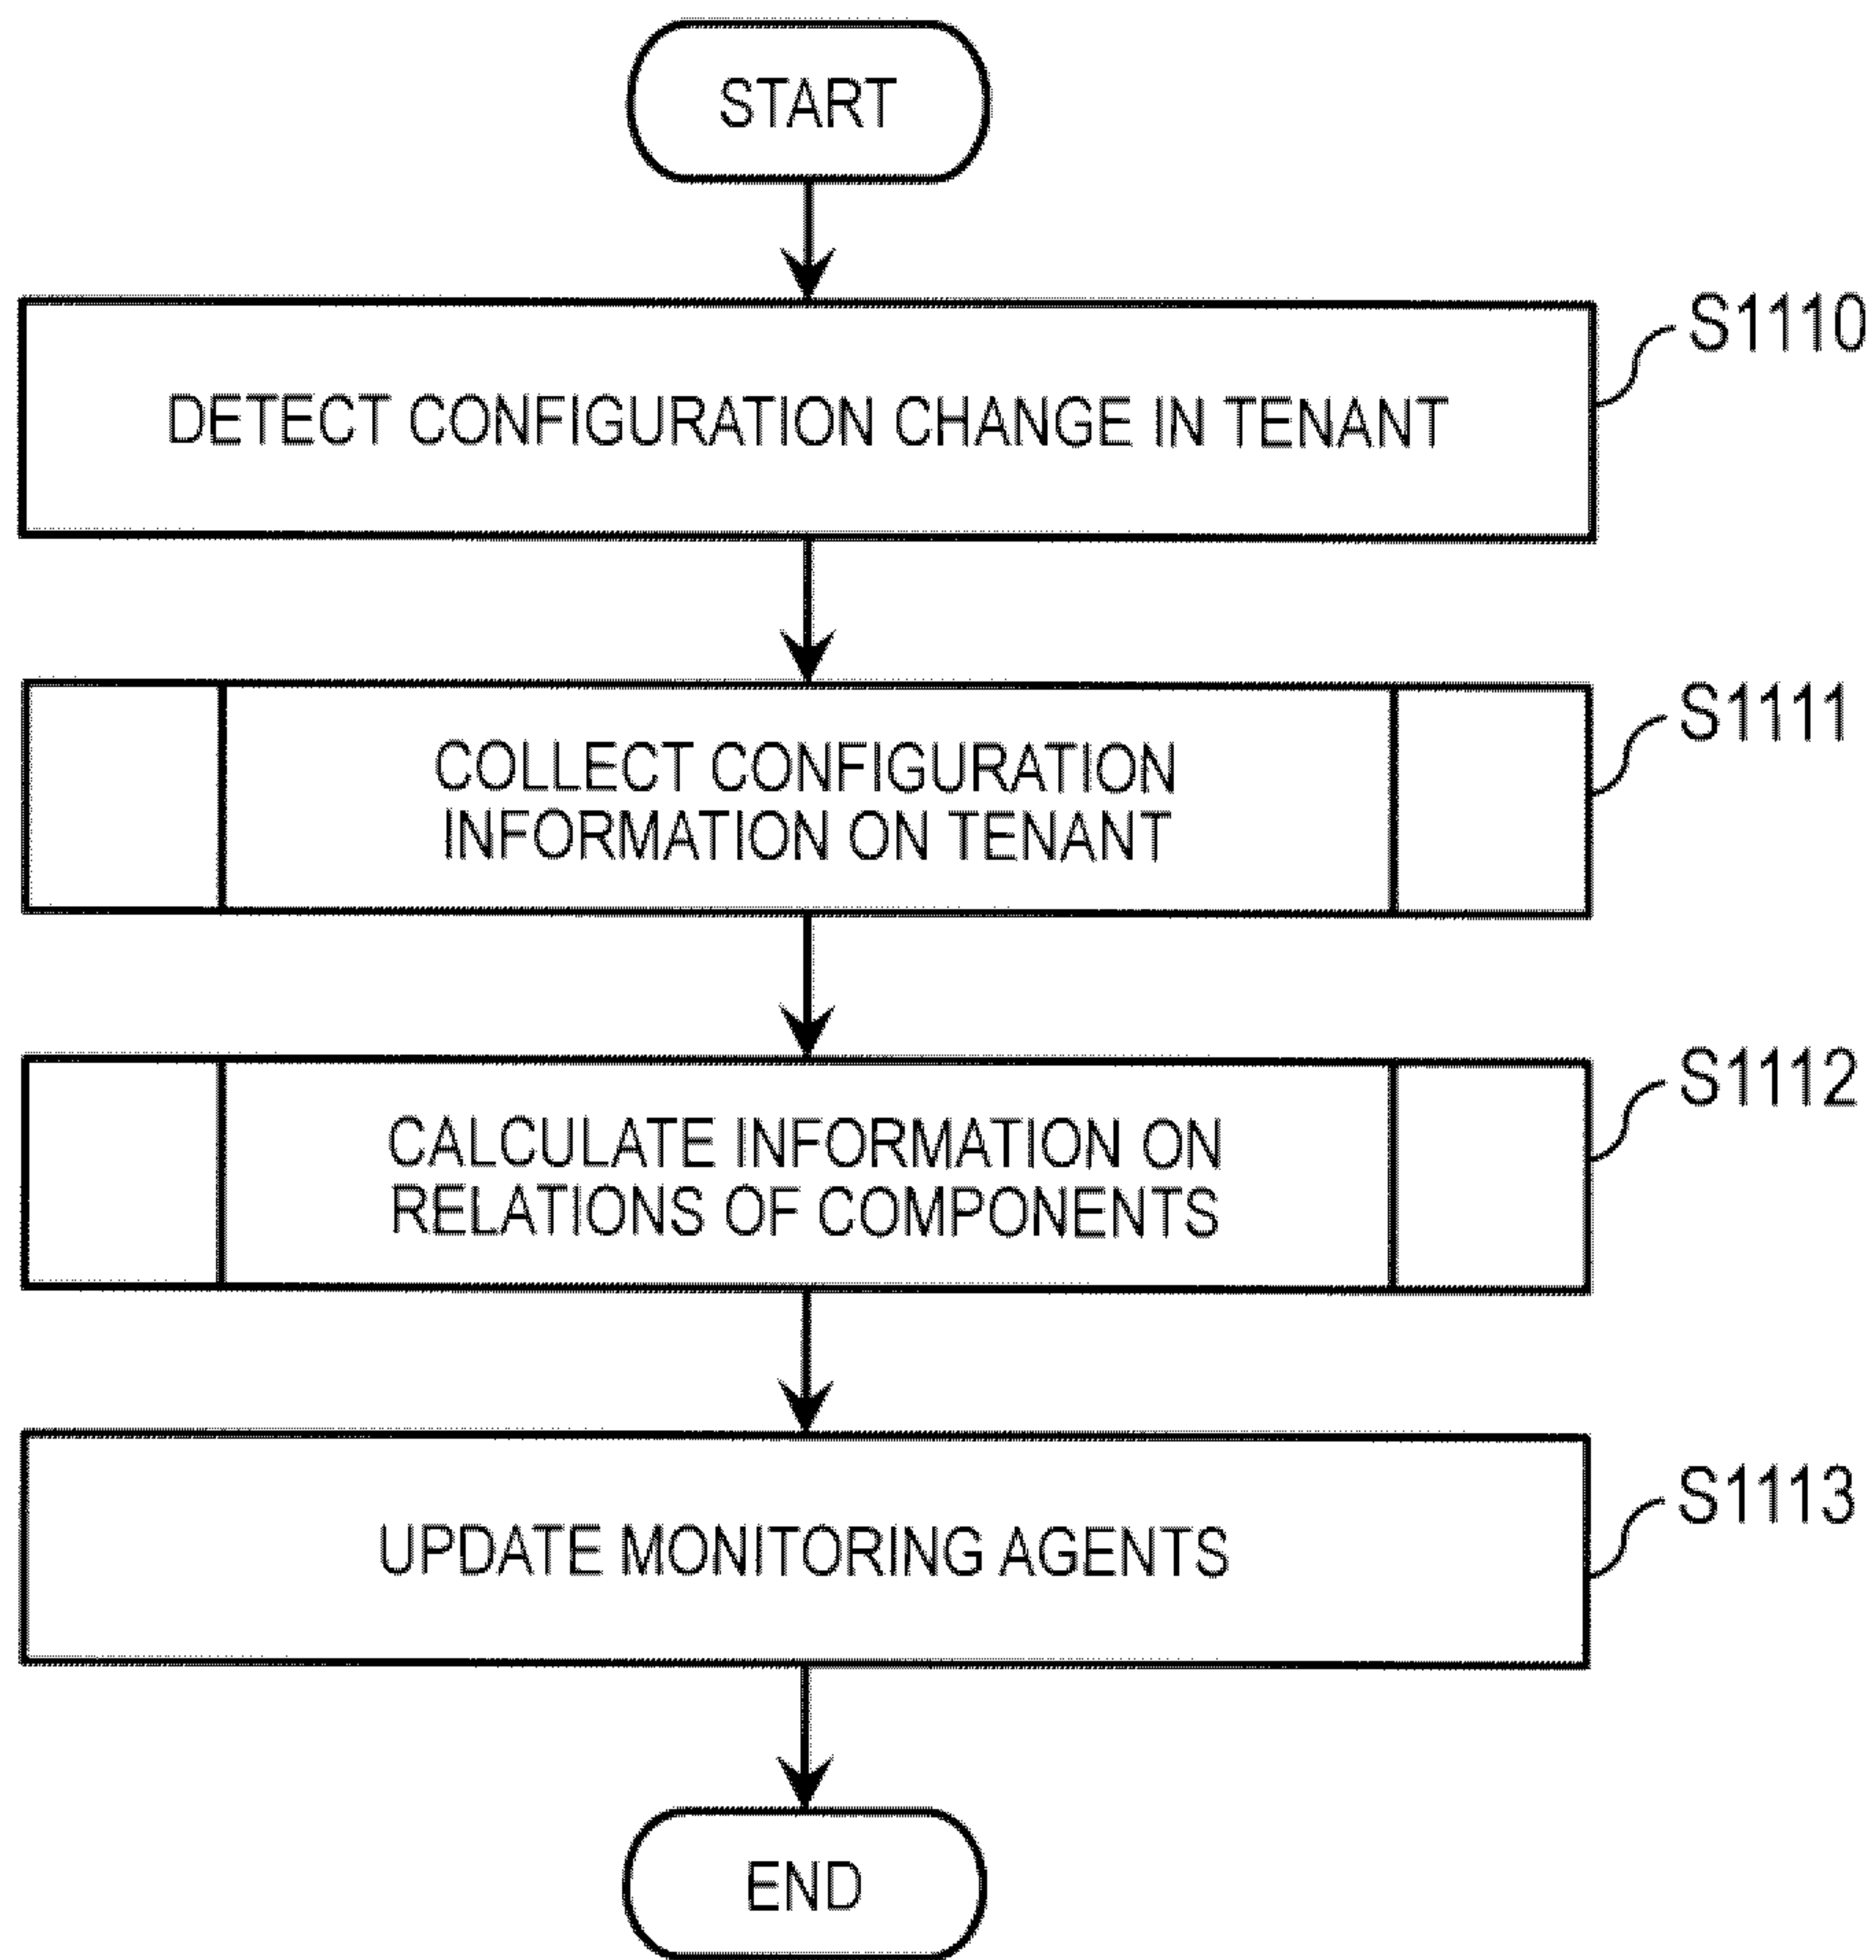 START
S1110
DETECT CONFIGURATION CHANGE IN TENANT
S1111
COLLECT CONFIGURATION
INFORMATION ON TENANT
S1112
CALCULATE INFORMATION ON
RELATIONS OF COMPONENTS
S1113
UPDATE MONITORING AGENTS
END